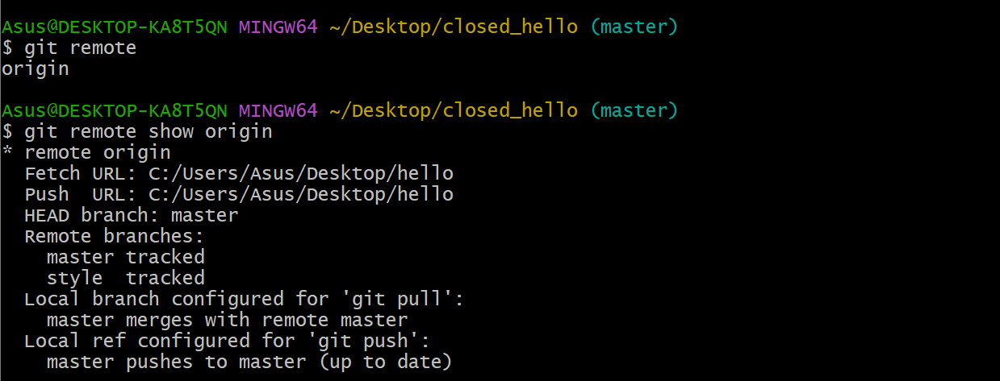 Asus@DESKTOP-KA8T5QN MINGW64 ~/Desktop/closed_hello (master)
$ git remote
origin

Asus@DESKTOP-KA8T5QN MINGW64 ~/Desktop/closed_hello (master)
$ git remote show origin
* remote origin
  Fetch URL: C:/Users/Asus/Desktop/hello
  Push  URL: C:/Users/Asus/Desktop/hello
  HEAD branch: master
  Remote branches:
    master tracked
    style  tracked
  Local branch configured for 'git pull':
    master merges with remote master
  Local ref configured for 'git push':
    master pushes to master (up to date)